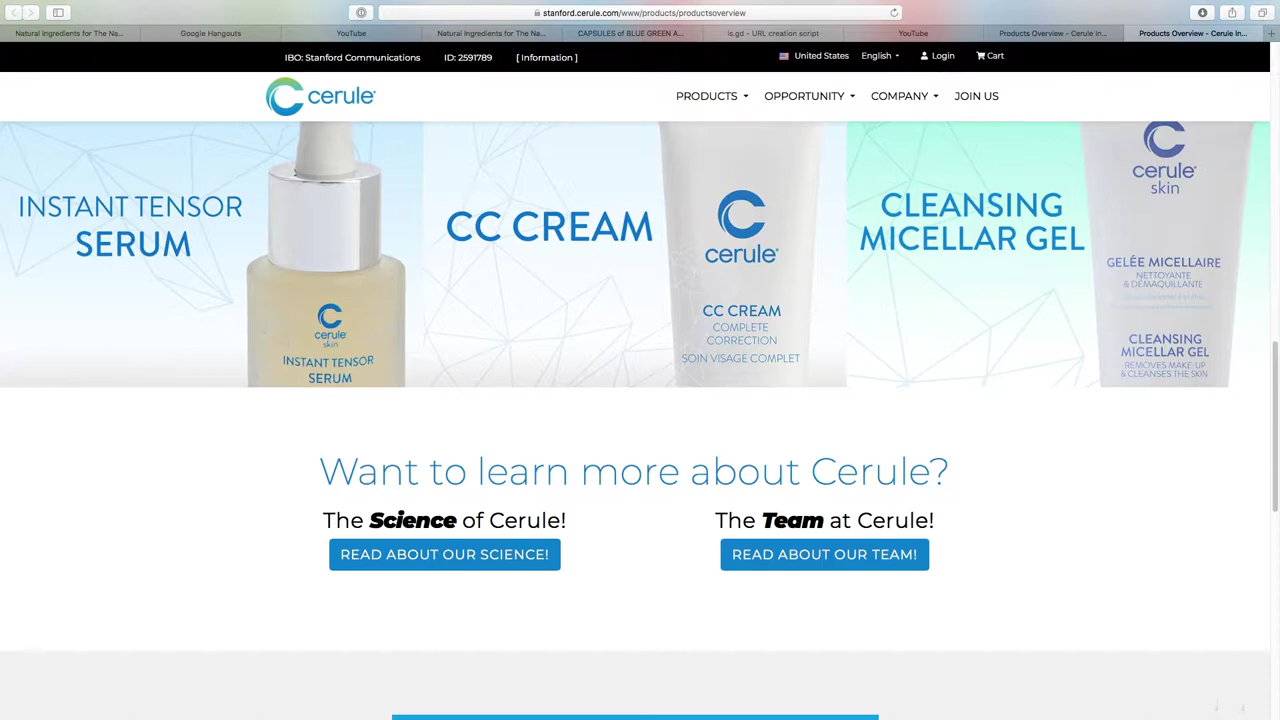 stanford.cerule.com/www/products/productsoverview
Natural Ingredients for The Na...
Google Hangouts
YouTube
Natural Ingredients for The Na...
CAPSULES of BLUE GREEN A...
is.gd - URL creation script
YouTube
Products Overview - Cerule In...
Products Overview - Cerule In...
IBO: Stanford Communications
ID: 2591789
[ Information ]
United States
English
Login
Cart
cerule®
PRODUCTS
OPPORTUNITY
COMPANY
JOIN US
INSTANT TENSOR
SERUM
cerule®
skin
INSTANT TENSOR
SERUM
CC CREAM
cerule®
CC CREAM
COMPLETE
CORRECTION
SOIN VISAGE COMPLET
CLEANSING
MICELLAR GEL
cerule®
skin
GELÉE MICELLAIRE
NETTOYANTE
& DÉMAQUILLANTE
CLEANSING
MICELLAR GEL
REMOVES MAKE-UP
& CLEANSES THE SKIN
Want to learn more about Cerule?
The Science of Cerule!
READ ABOUT OUR SCIENCE!
The Team at Cerule!
READ ABOUT OUR TEAM!